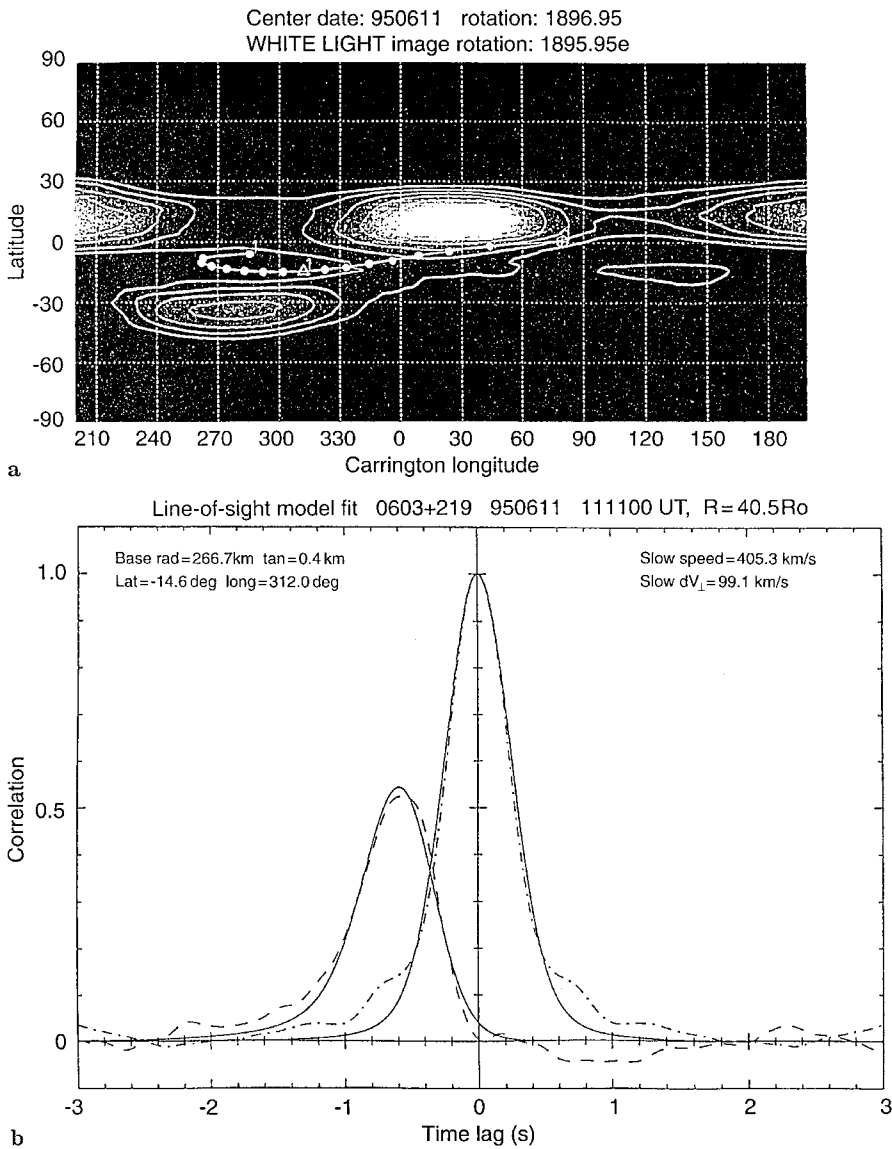 Center date: 950611 rotation: 1896.95
WHITE LIGHT image rotation: 1895.95e
90
60
30
0
-30
-60
-90
Latitude
210 240 270 300 330 0 30 60 90 120 150 180
Carrington longitude
a
Line-of-sight model fit 0603+219 950611 111100 UT, R=40.5Ro
Base rad=266.7km tan=0.4km
Lat=-14.6 deg long=312.0 deg
Slow speed=405.3 km/s
Slow dV⊥=99.1 km/s
1.0
0.5
0
Correlation
-3 -2 -1 0 1 2 3
Time lag (s)
b